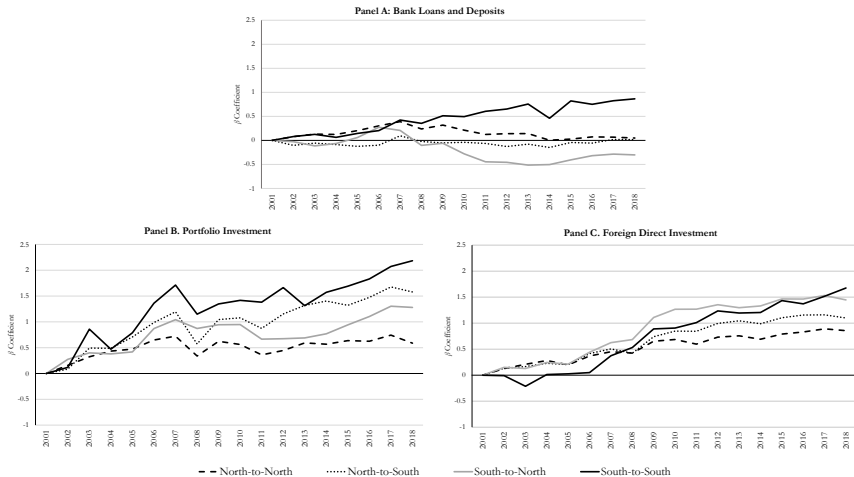 Panel A: Bank Loans and Deposits
2.5
2
1.5
1
0.5
0
-0.5
-1
β Coefficient
2001 2002 2003 2004 2005 2006 2007 2008 2009 2010 2011 2012 2013 2014 2015 2016 2017 2018
Panel B. Portfolio Investment
2.5
2
1.5
1
0.5
0
-0.5
-1
β Coefficient
2001 2002 2003 2004 2005 2006 2007 2008 2009 2010 2011 2012 2013 2014 2015 2016 2017 2018
Panel C. Foreign Direct Investment
2.5
2
1.5
1
0.5
0
-0.5
-1
β Coefficient
2001 2002 2003 2004 2005 2006 2007 2008 2009 2010 2011 2012 2013 2014 2015 2016 2017 2018
North-to-North North-to-South South-to-North South-to-South